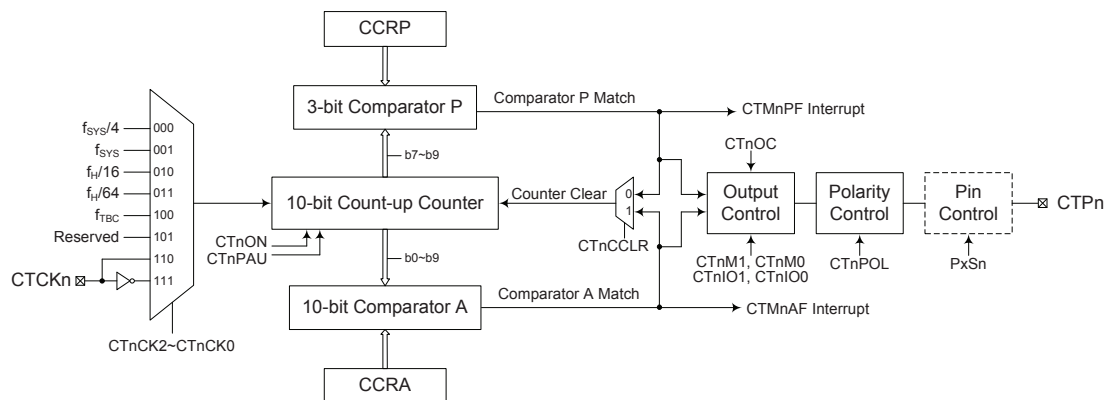 CCRP
3-bit Comparator P
Comparator P Match
CTMnPF Interrupt
fSYS/4
000
fSYS
001
fH/16
010
fH/64
011
fTBC
100
Reserved
101
110
111
CTCKn
CTnCK2~CTnCK0
b7~b9
10-bit Count-up Counter
CTnON
CTnPAU
b0~b9
Counter Clear
0
1
CTnCCLR
CTnOC
Output
Control
CTnM1, CTnM0
CTnIO1, CTnIO0
Polarity
Control
CTnPOL
Pin
Control
PxSn
CTPn
10-bit Comparator A
Comparator A Match
CTMnAF Interrupt
CCRA